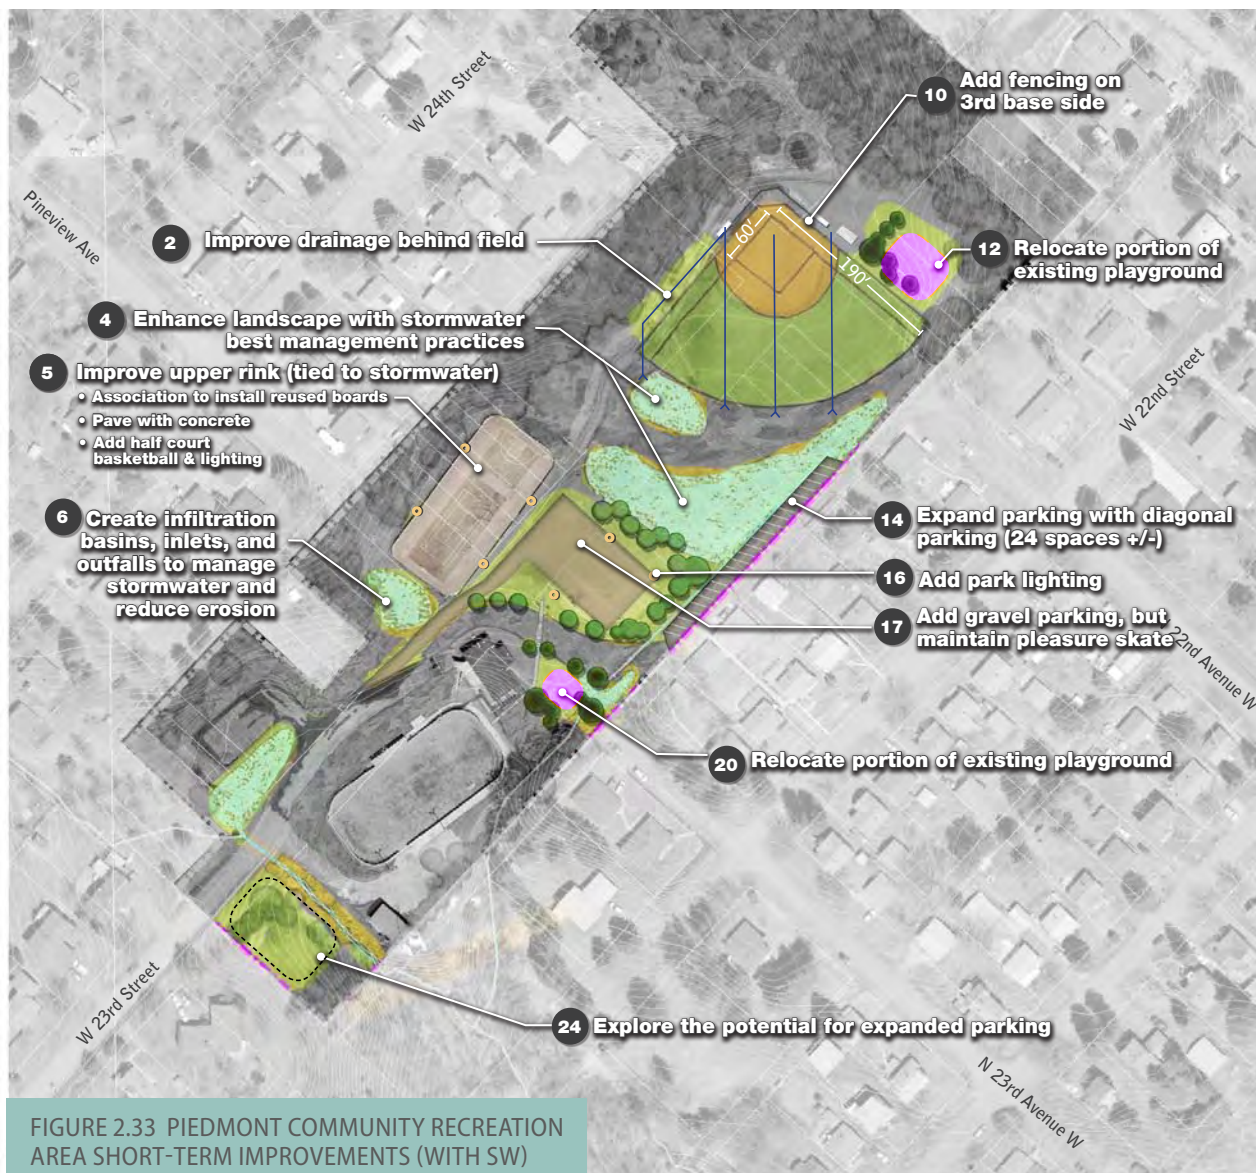 W 24th Street
Pineview Ave
10 Add fencing on
3rd base side
2 Improve drainage behind field
60'
190'
12 Relocate portion of
existing playground
4 Enhance landscape with stormwater
best management practices
5 Improve upper rink (tied to stormwater)
• Association to install reused boards
• Pave with concrete
• Add half court
basketball & lighting
W 22nd Street
6 Create infiltration
basins, inlets, and
outfalls to manage
stormwater and
reduce erosion
14 Expand parking with diagonal
parking (24 spaces +/-)
16 Add park lighting
17 Add gravel parking, but
maintain pleasure skate
22nd Avenue W
20 Relocate portion of existing playground
W 23rd Street
24 Explore the potential for expanded parking
N 23rd Avenue W
FIGURE 2.33 PIEDMONT COMMUNITY RECREATION
AREA SHORT-TERM IMPROVEMENTS (WITH SW)